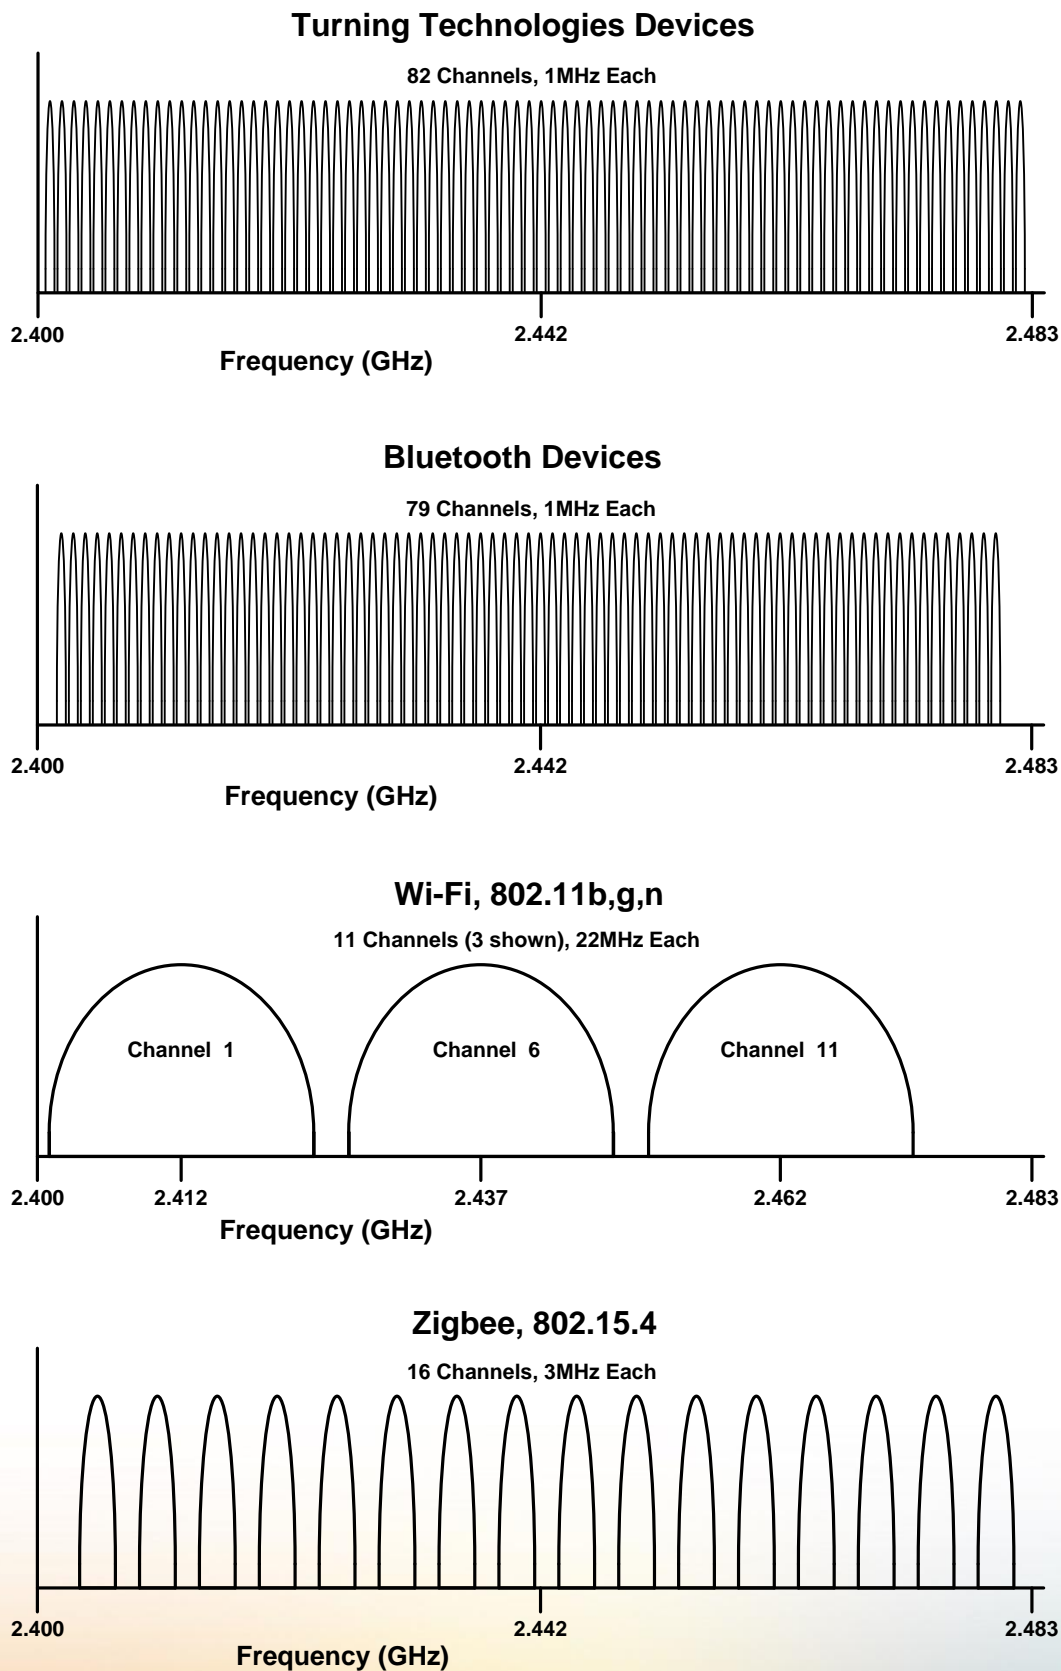 Turning Technologies Devices
82 Channels, 1MHz Each
2.400 2.442 2.483
Frequency (GHz)
Bluetooth Devices
79 Channels, 1MHz Each
2.400 2.442 2.483
Frequency (GHz)
Wi-Fi, 802.11b,g,n
11 Channels (3 shown), 22MHz Each
Channel 1 Channel 6 Channel 11
2.400 2.412 2.437 2.462 2.483
Frequency (GHz)
Zigbee, 802.15.4
16 Channels, 3MHz Each
2.400 2.442 2.483
Frequency (GHz)